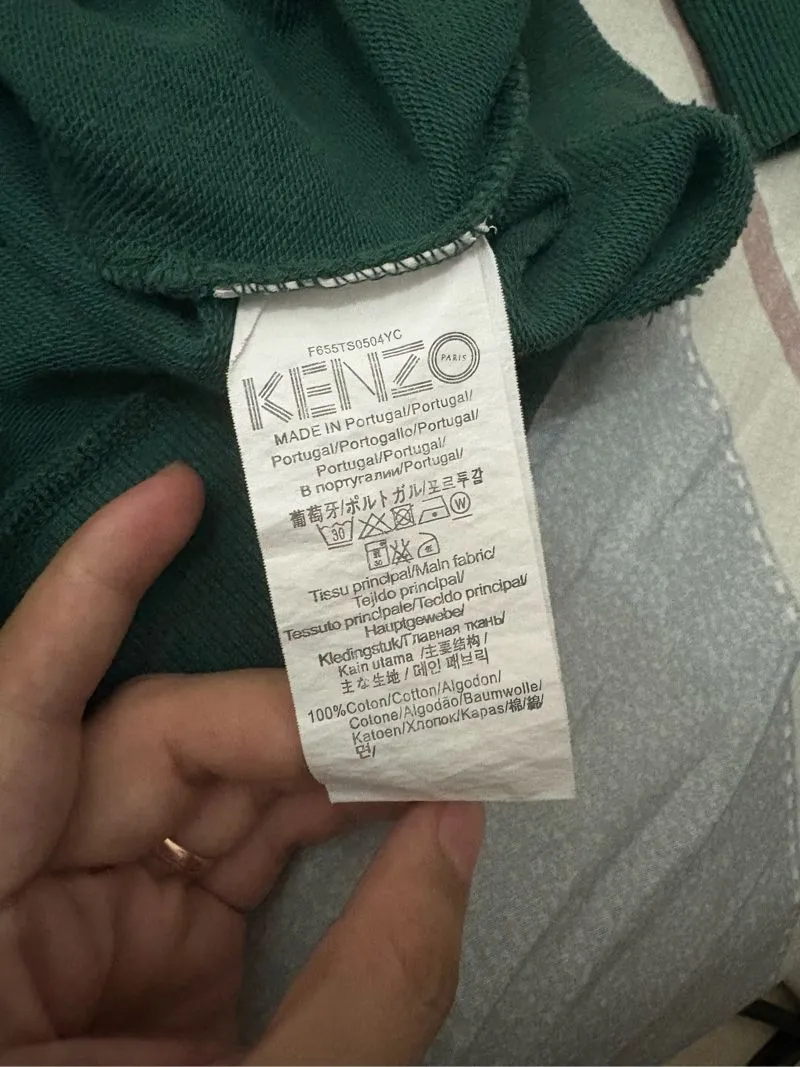 F655TS0504YC
KENZO
PARIS
MADE IN Portugal/Portugal/
Portugal/Portogallo/Portugal/
Portugal/Portugal/
В португалии/Portugal/
葡萄牙/ポルトガル/포르투갈
30
W
30
Tissu principal/Main fabric/
Tejido principal/
Tessuto principale/Tecido principal/
Hauptgewebe/
Kledingstuk/Главная ткань/
Kain utama /主要结构 /
主な生地 / 메인 패브릭
100%Coton/Cotton/Algodon/
Cotone/Algodão/Baumwolle/
Katoen/Хлопок/Kapas/棉/綿/
면/